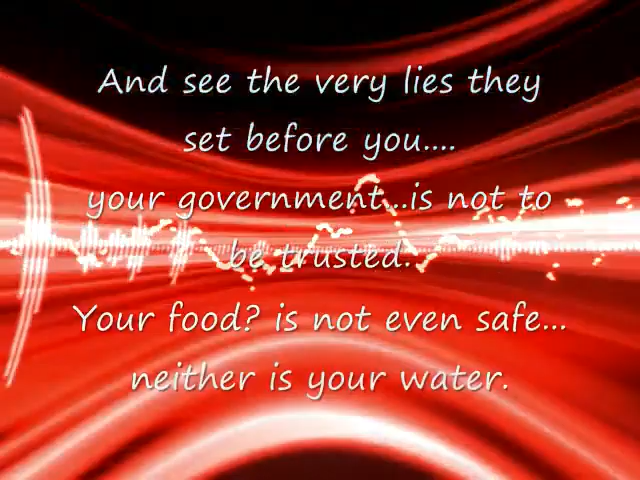 And see the very lies they
set before you....
your government...is not to
be trusted.
Your food? is not even safe...
neither is your water.